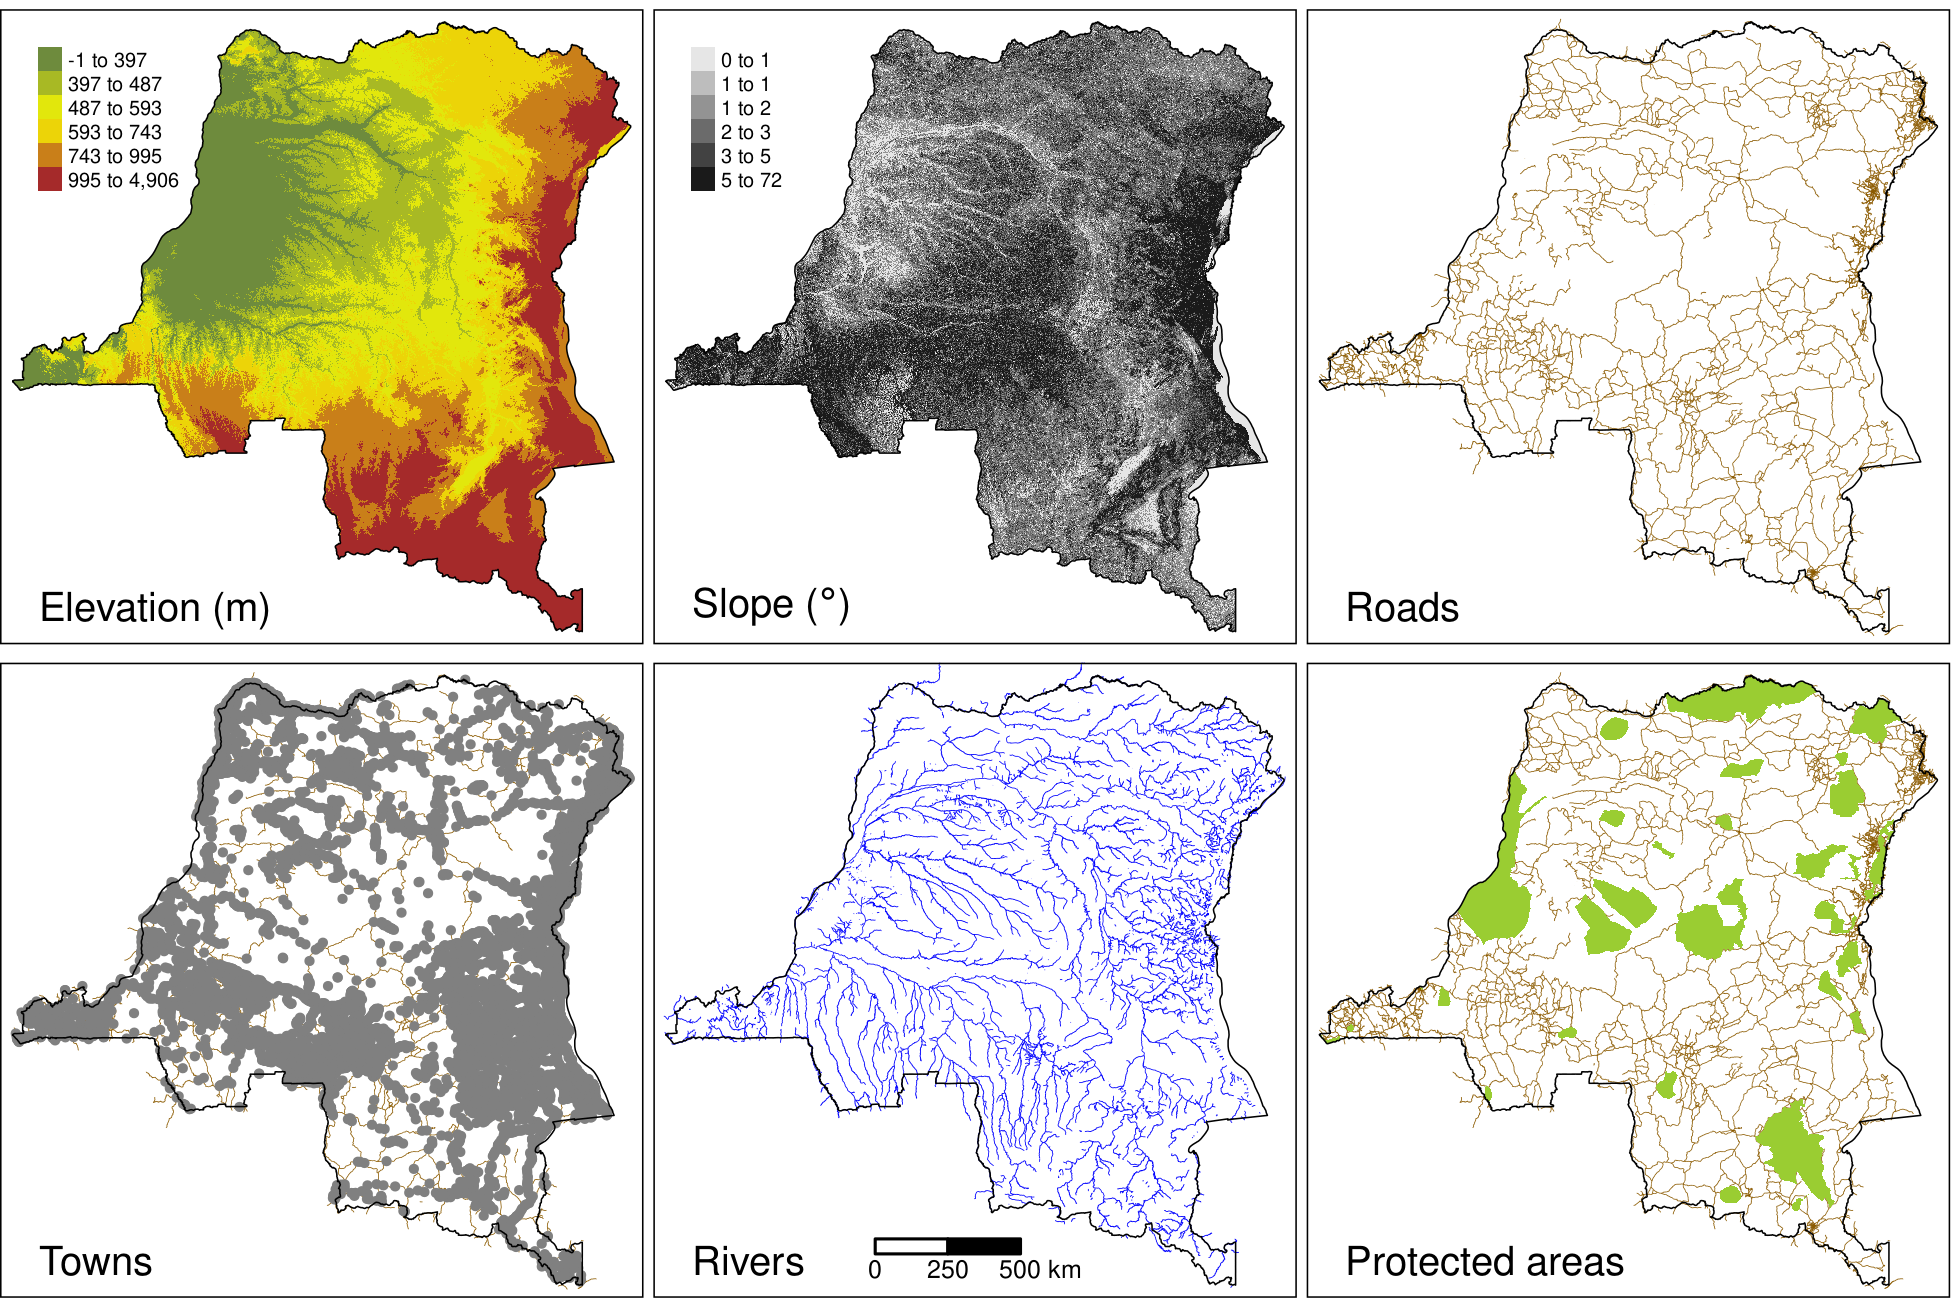 -1 to 397
397 to 487
487 to 593
593 to 743
743 to 995
995 to 4,906
Elevation (m)
0 to 1
1 to 1
1 to 2
2 to 3
3 to 5
5 to 72
Slope (°)
Roads
Towns
Rivers
0 250 500 km
Protected areas